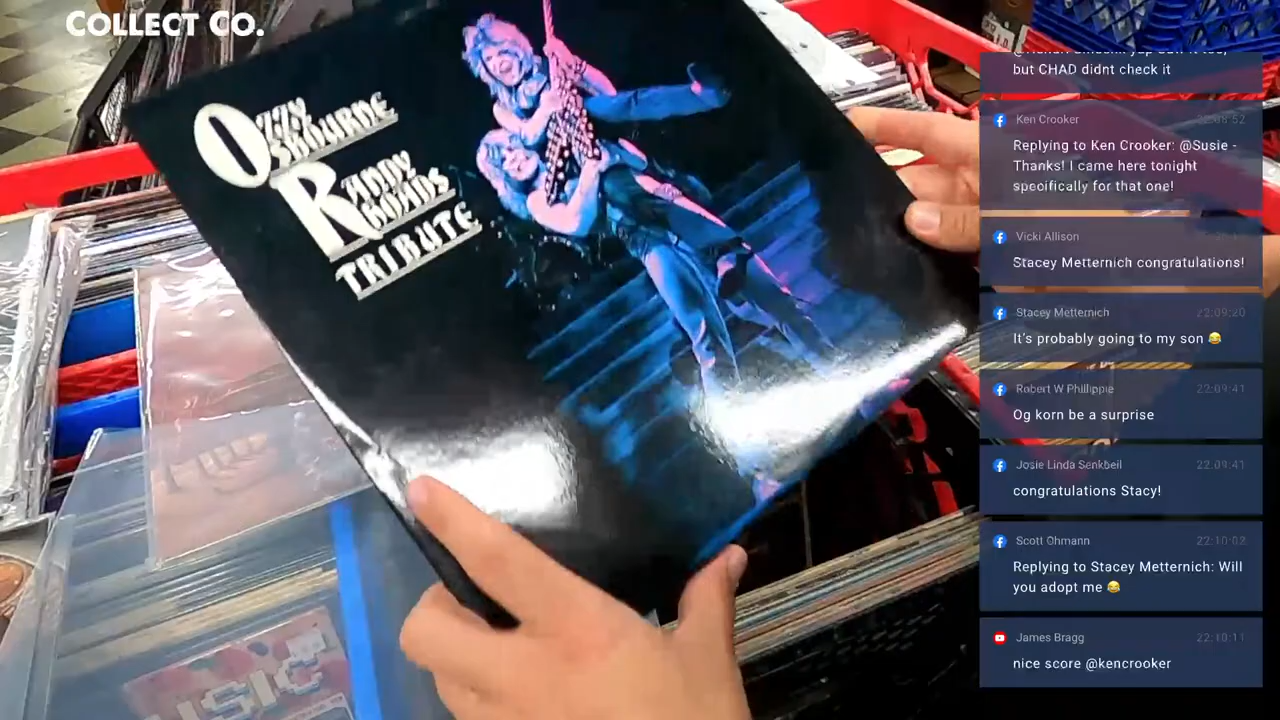 COLLECT CO.
OZZY
OSBOURNE
RANDY
RHOADS
TRIBUTE
but CHAD didnt check it
Ken Crooker 22:08:52
Replying to Ken Crooker: @Susie -
Thanks! I came here tonight
specifically for that one!
Vicki Allison
Stacey Metternich congratulations!
Stacey Metternich 22:09:20
It's probably going to my son 😂
Robert W Phillippie 22:09:41
Og korn be a surprise
Josie Linda Senkbeil 22:09:41
congratulations Stacy!
Scott Ohmann 22:10:02
Replying to Stacey Metternich: Will
you adopt me 😂
James Bragg 22:10:11
nice score @kencrooker
USIC